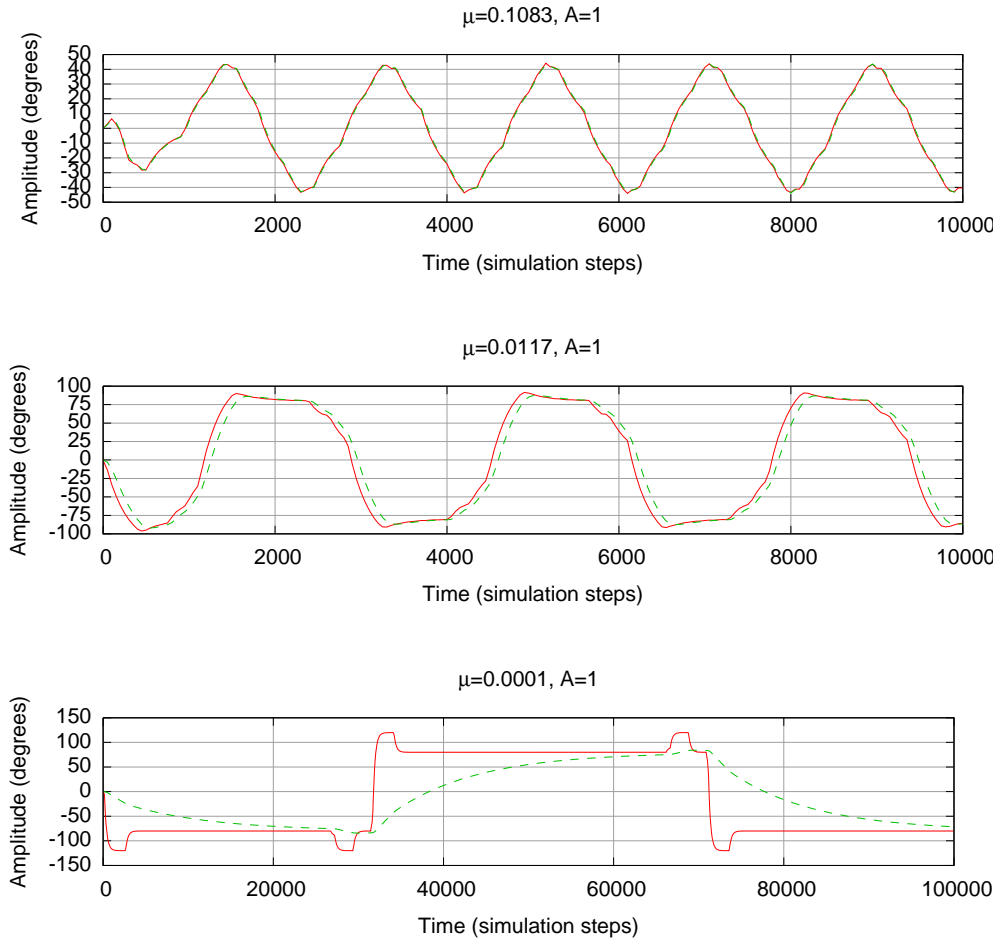 μ=0.1083, A=1
Amplitude (degrees)
50
40
30
20
10
0
-10
-20
-30
-40
-50
0 2000 4000 6000 8000 10000
Time (simulation steps)
μ=0.0117, A=1
Amplitude (degrees)
100
75
50
25
0
-25
-50
-75
-100
0 2000 4000 6000 8000 10000
Time (simulation steps)
μ=0.0001, A=1
Amplitude (degrees)
150
100
50
0
-50
-100
-150
0 20000 40000 60000 80000 100000
Time (simulation steps)